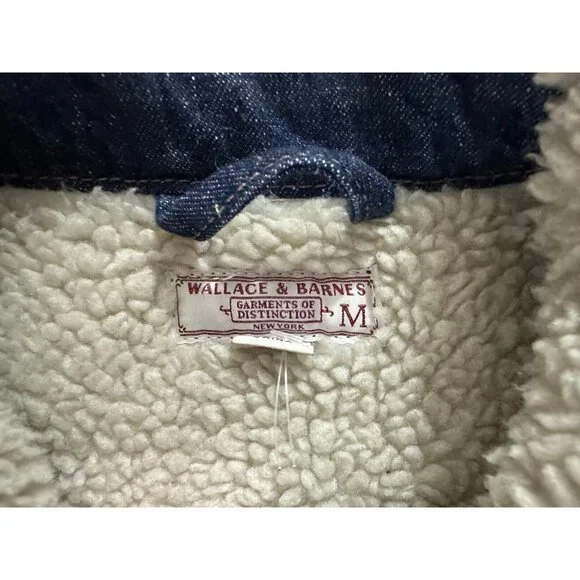 WALLACE & BARNES
GARMENTS OF
DISTINCTION
M
NEW YORK